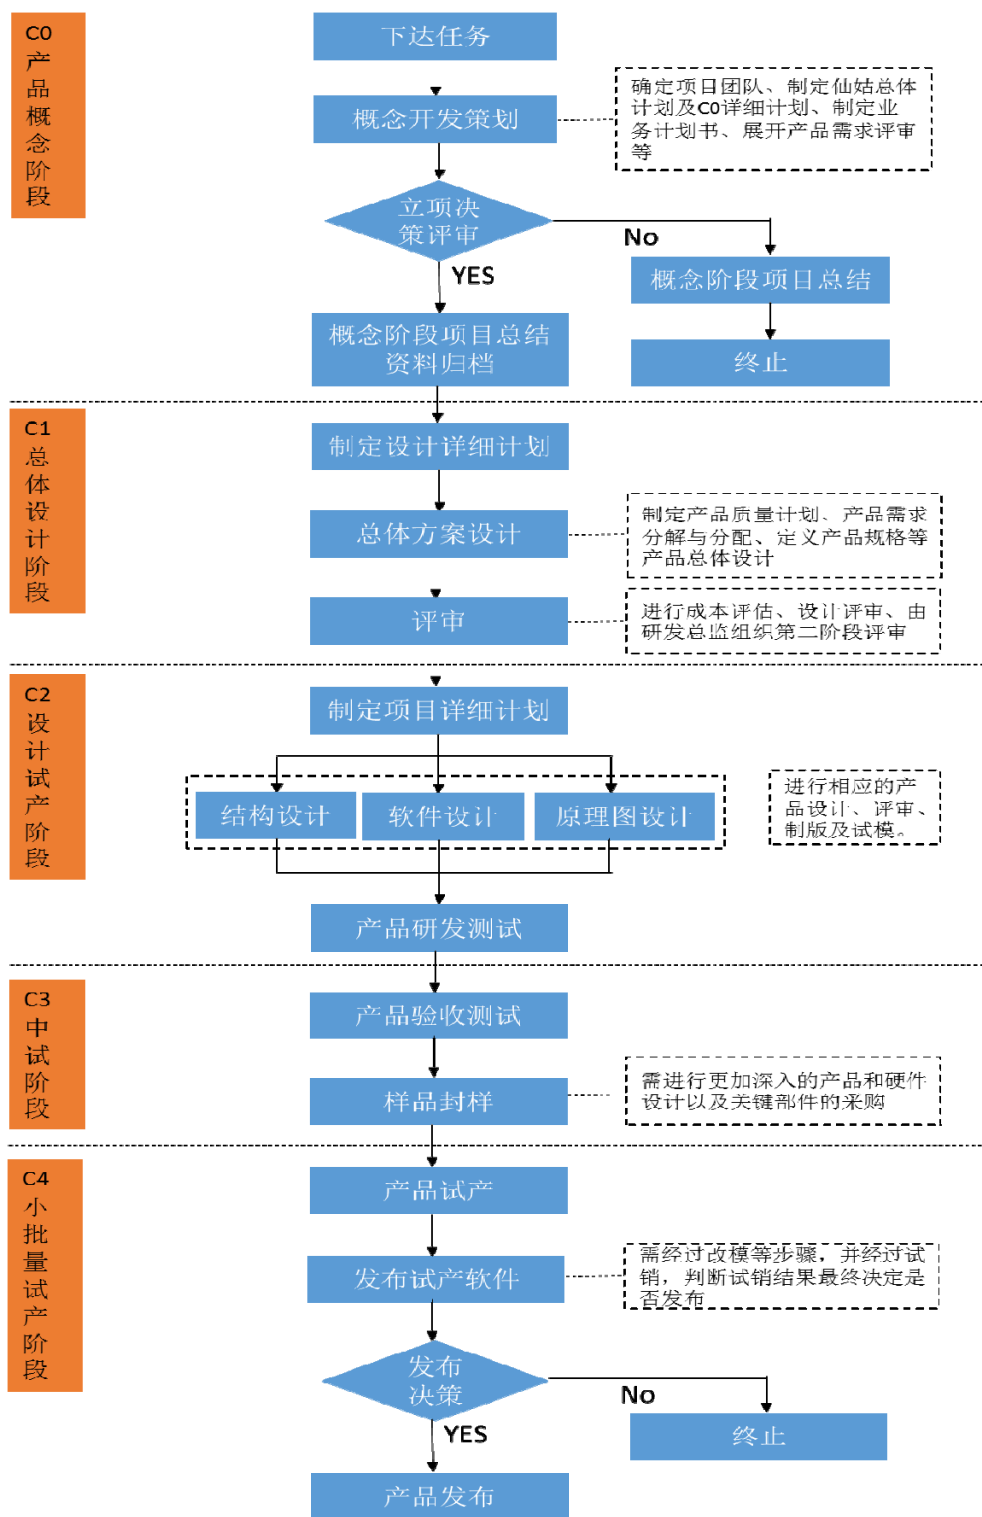 C0
产
品
概
念
阶
段
下达任务
概念开发策划
确定项日团队、制定仙姑总体
计划及C0详细计划、制定业
务计划书、展开产品需求评审
等
立项决
策评审
No
YES
概念阶段项日总结
概念阶段项目总结
资料归档
终止
C1
总
体
设
计
阶
段
制定设计详细计划
总体方案设计
制定产品质量计划、产品需求
分解与分配、定义产品规格等
产品总体设计
评审
进行成本评估、设计评审、由
研发总监组织第二阶段评审
C2
设
计
试
产
阶
段
制定项目详细计划
结构设计
软件设计
原理图设计
进行相应的产
品设计、评审、
制版及试模。
产品研发测试
C3
中
试
阶
段
产品验收测试
样品封样
需进行更加深入的产品和硬件
设计以及关键部件的采购
C4
小
批
量
试
产
阶
段
产品试产
发布试产软件
需经过改模等步骤，并经过试
销，判断试销结果最终决定是
否发布
发布
决策
No
YES
终止
产品发布